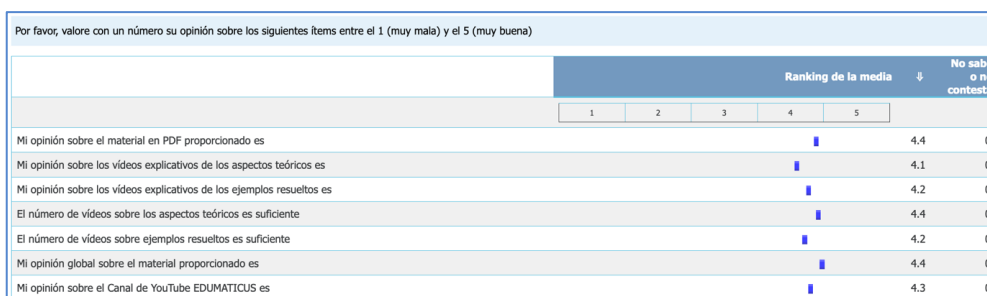 Por favor, valore con un número su opinión sobre los siguientes ítems entre el 1 (muy mala) y el 5 (muy buena)
Ranking de la media ⇩ No sab
o n
contest
1 2 3 4 5
Mi opinión sobre el material en PDF proporcionado es 4.4
Mi opinión sobre los vídeos explicativos de los aspectos teóricos es 4.1
Mi opinión sobre los vídeos explicativos de los ejemplos resueltos es 4.2
El número de vídeos sobre los aspectos teóricos es suficiente 4.4
El número de vídeos sobre ejemplos resueltos es suficiente 4.2
Mi opinión global sobre el material proporcionado es 4.4
Mi opinión sobre el Canal de YouTube EDUMATICUS es 4.3